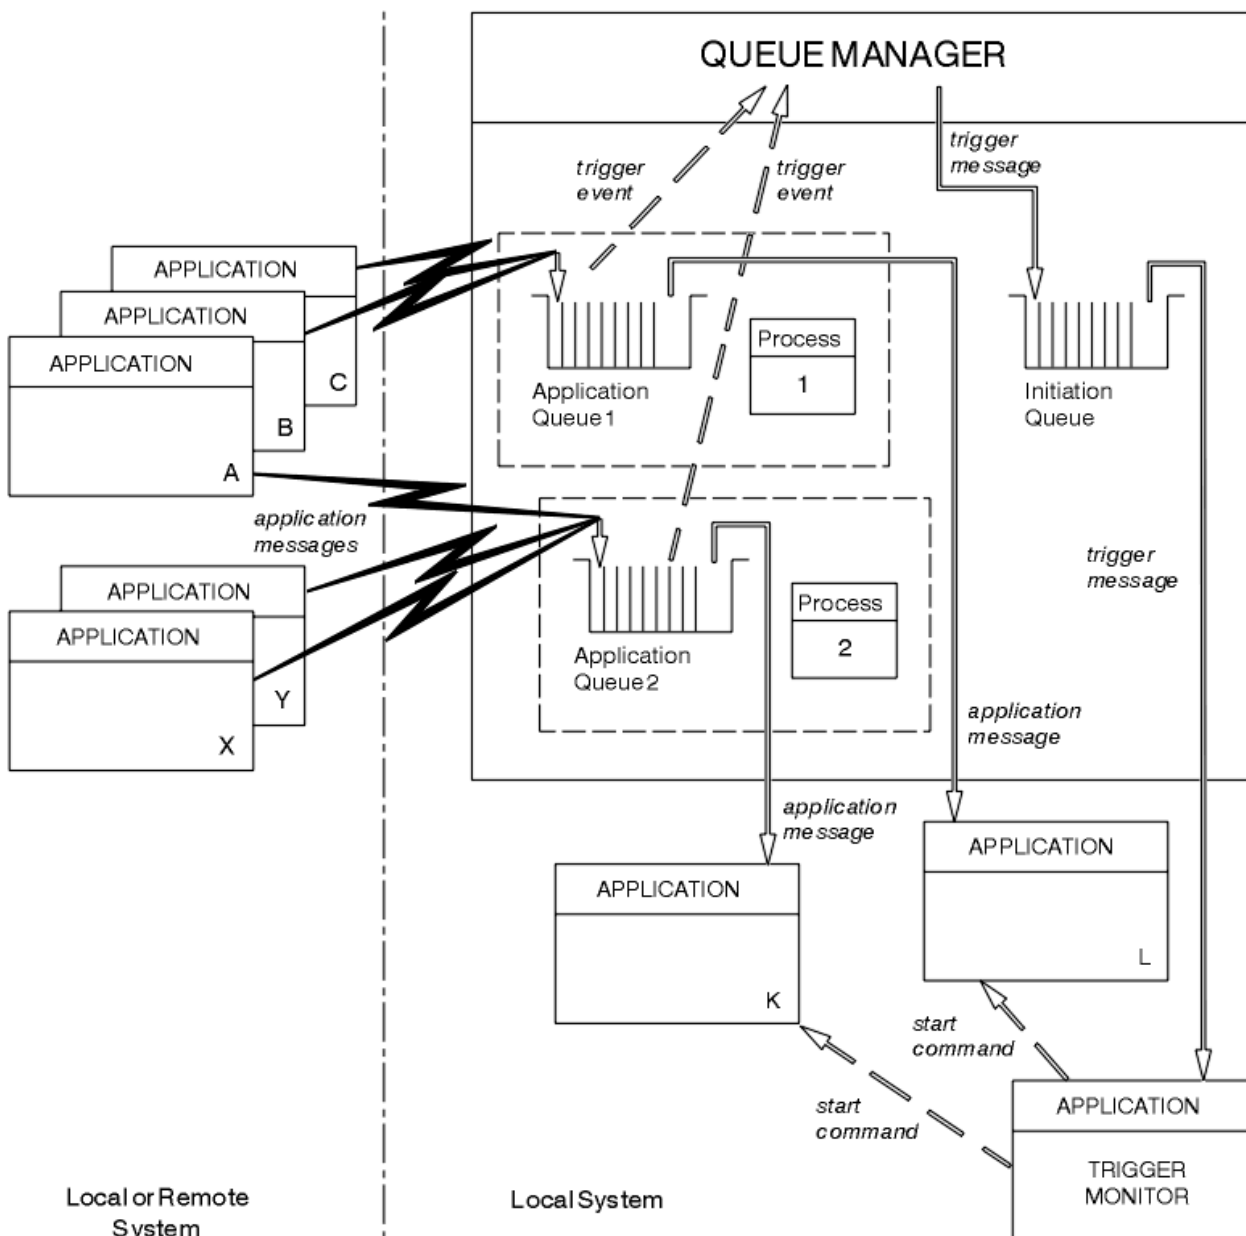 QUEUE MANAGER
trigger
event
trigger
event
trigger
message
APPLICATION
C
APPLICATION
B
APPLICATION
A
Application
Queue 1
Process
1
Initiation
Queue
application
messages
APPLICATION
Y
APPLICATION
X
Application
Queue 2
Process
2
trigger
message
application
message
application
message
APPLICATION
K
APPLICATION
L
start
command
start
command
APPLICATION
TRIGGER
MONITOR
Local or Remote
System
Local System